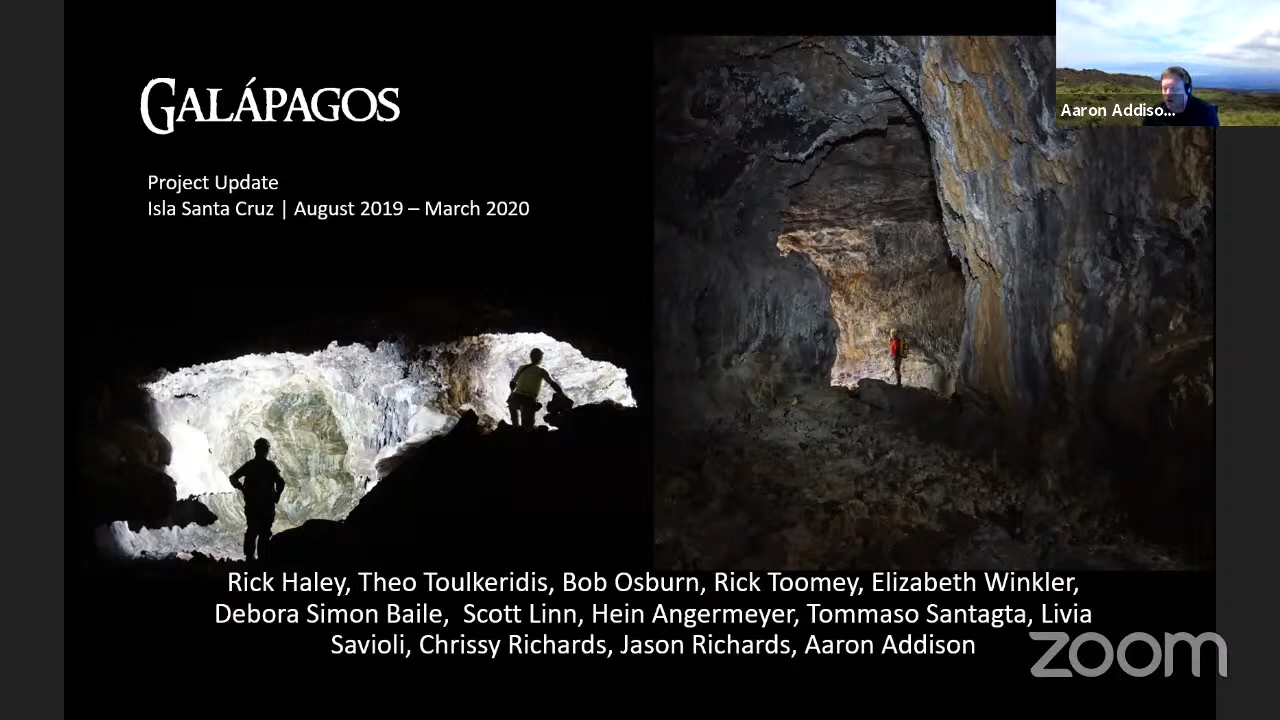 GALÁPAGOS
Project Update
Isla Santa Cruz | August 2019 – March 2020
Aaron Addiso...
Rick Haley, Theo Toulkeridis, Bob Osburn, Rick Toomey, Elizabeth Winkler,
Debora Simon Baile, Scott Linn, Hein Angermeyer, Tommaso Santagta, Livia
Savioli, Chrissy Richards, Jason Richards, Aaron Addison
zoom